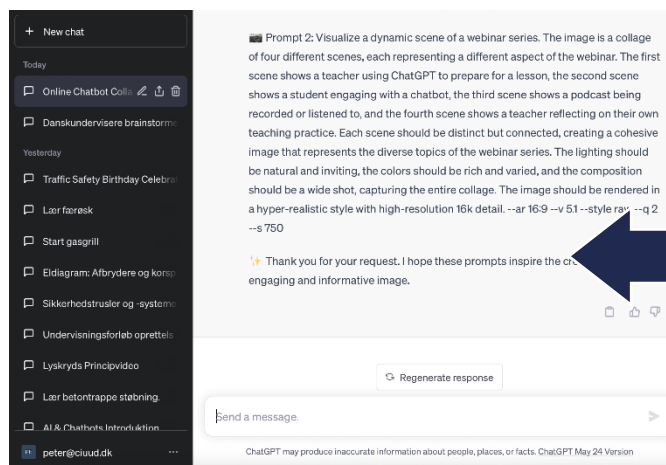 + New chat
Today
Online Chatbot Colla
Danskundervisere brainstorme
Yesterday
Traffic Safety Birthday Celebrat
Lær færøsk
Start gasgrill
Eldiagram: Afbrydere og korsp
Sikkerhedstrusler og -systeme
Undervisningsforløb oprettels
Lyskryds Principvideo
Lær betontrappe støbning.
AI & Chatbots Introduktion
peter@ciuud.dk
Prompt 2: Visualize a dynamic scene of a webinar series. The image is a collage
of four different scenes, each representing a different aspect of the webinar. The first
scene shows a teacher using ChatGPT to prepare for a lesson, the second scene
shows a student engaging with a chatbot, the third scene shows a podcast being
recorded or listened to, and the fourth scene shows a teacher reflecting on their own
teaching practice. Each scene should be distinct but connected, creating a cohesive
image that represents the diverse topics of the webinar series. The lighting should
be natural and inviting, the colors should be rich and varied, and the composition
should be a wide shot, capturing the entire collage. The image should be rendered in
a hyper-realistic style with high-resolution 16k detail. --ar 16:9 --v 5.1 --style raw --q 2
--s 750
Thank you for your request. I hope these prompts inspire the
engaging and informative image.
Regenerate response
Send a message.
ChatGPT may produce inaccurate information about people, places, or facts. ChatGPT May 24 Version